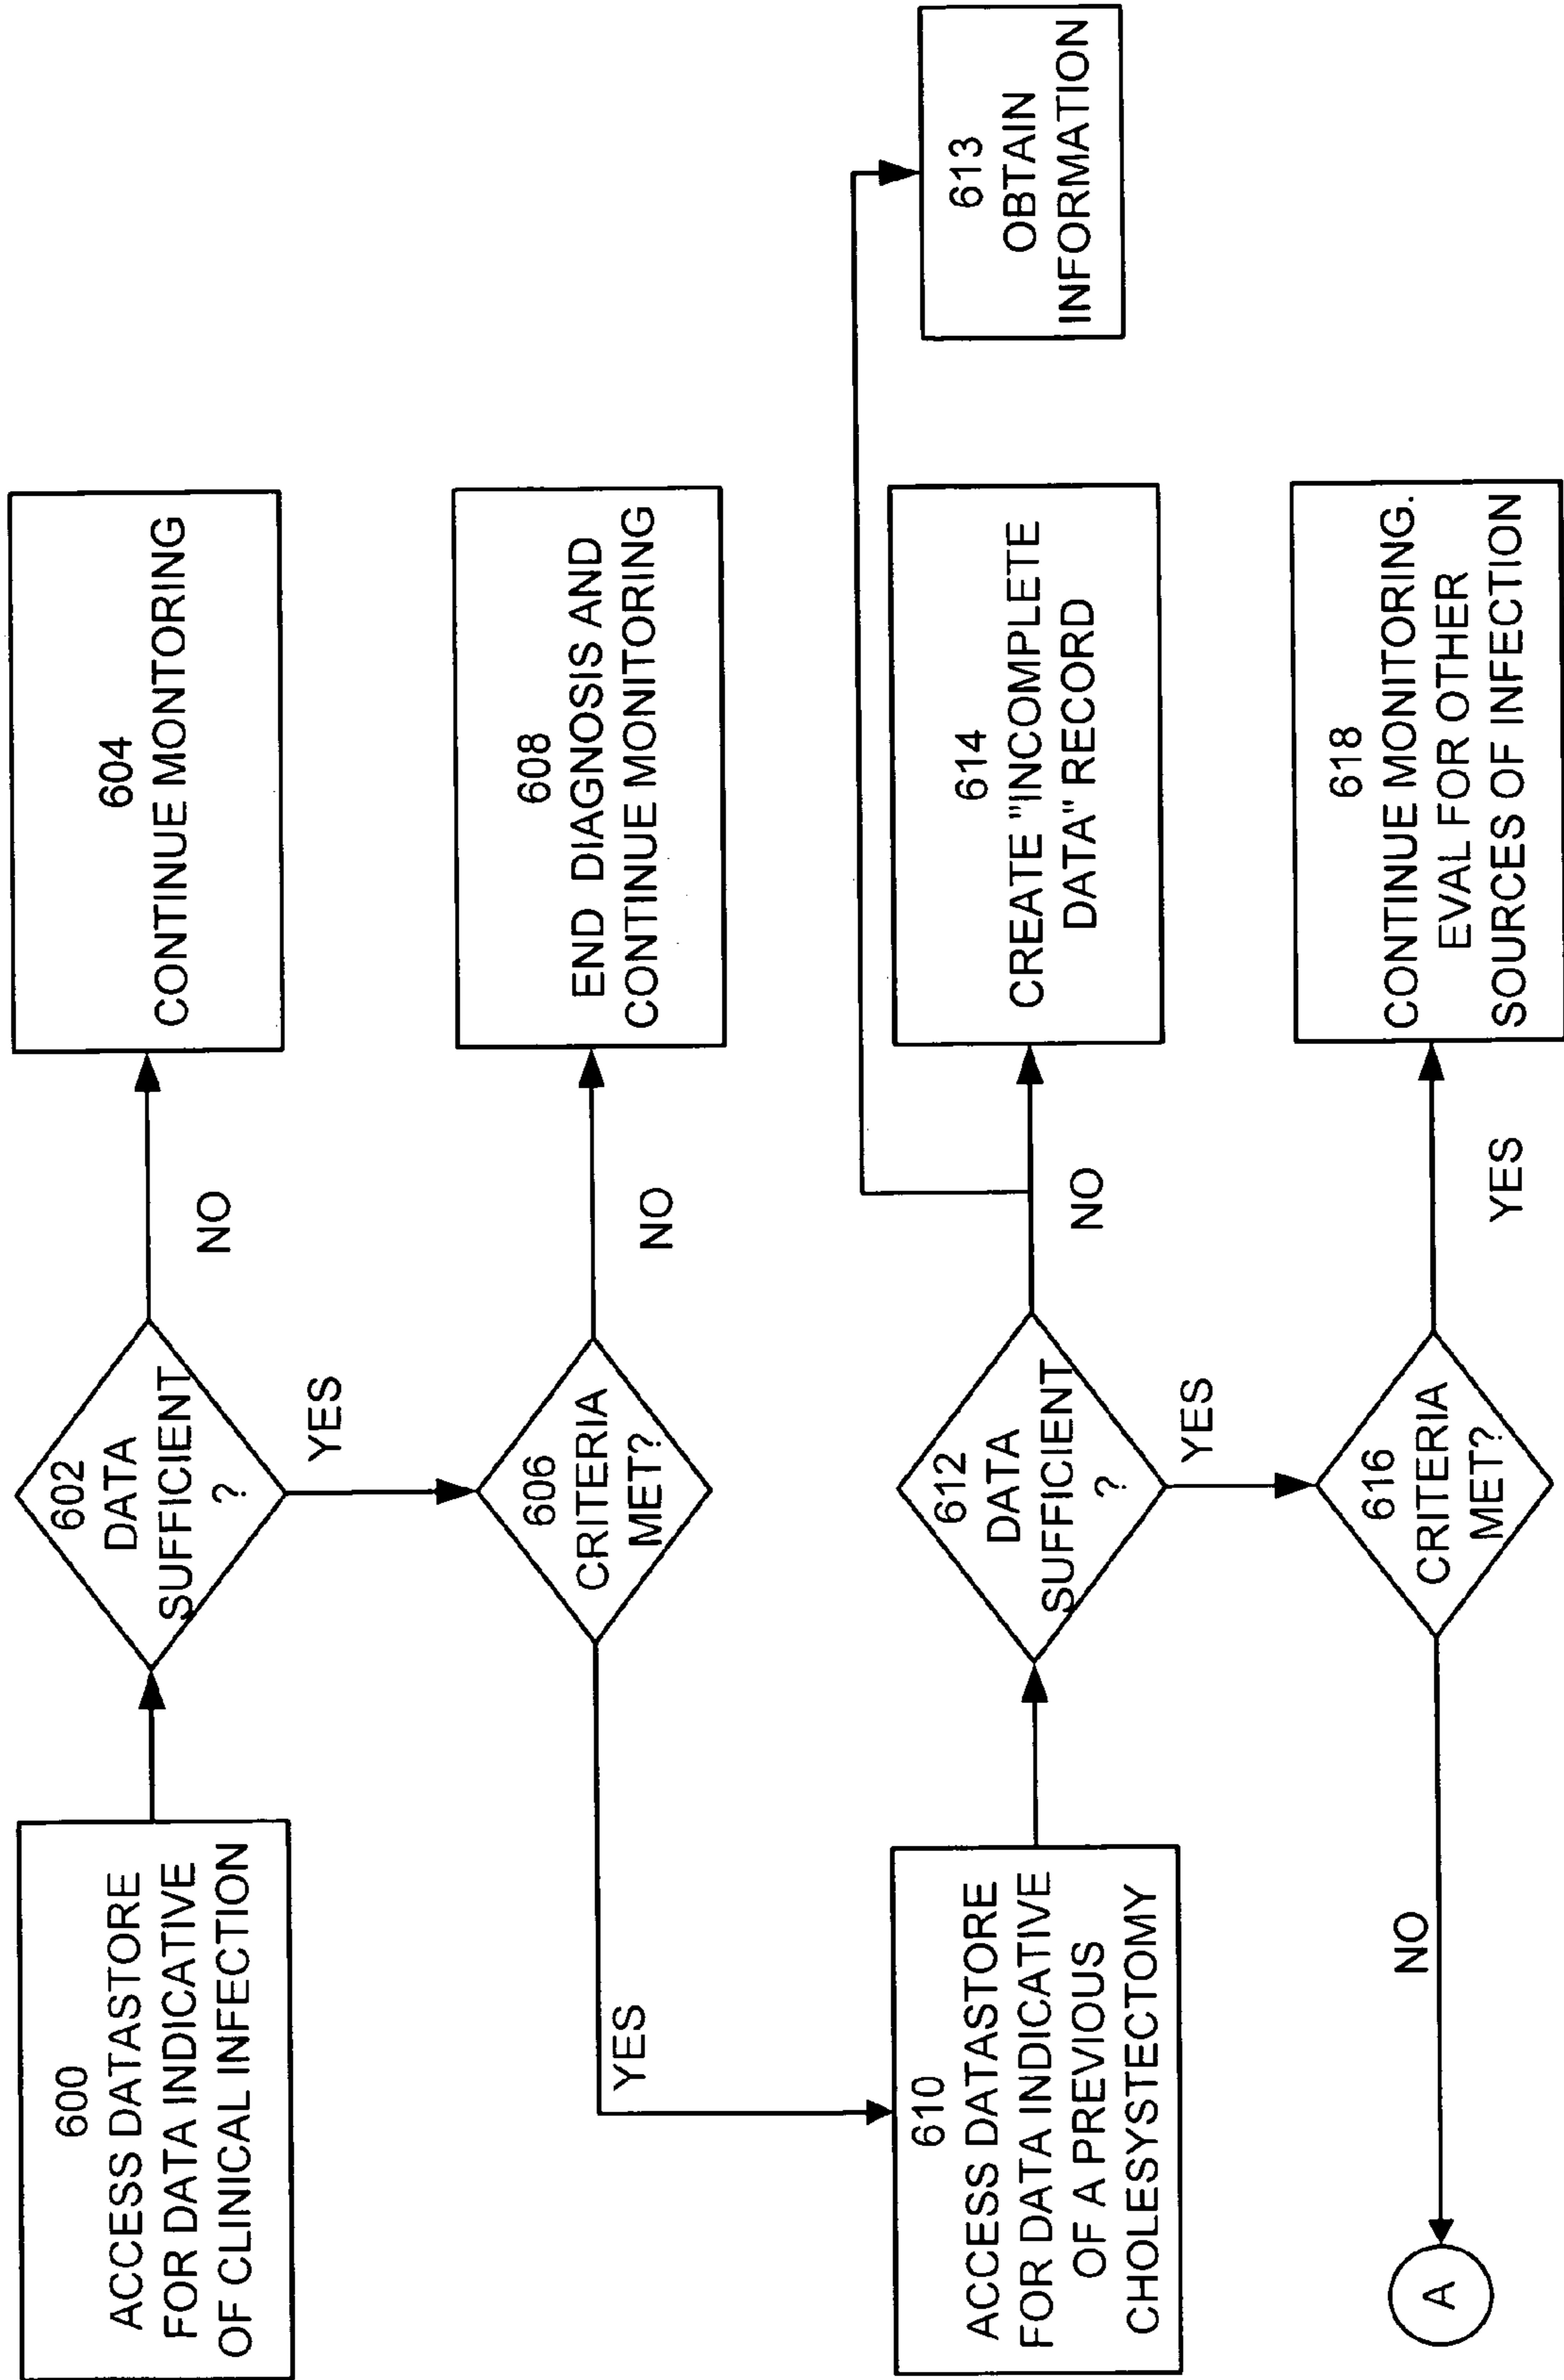 600
ACCESS DATASTORE
FOR DATA INDICATIVE
OF CLINICAL INFECTION
602
DATA
SUFFICIENT
?
NO
604
CONTINUE MONTORING
YES
606
CRITERIA
MET?
NO
608
END DIAGNOSIS AND
CONTINUE MONITORING
YES
610
ACCESS DATASTORE
FOR DATA INDICATIVE
OF A PREVIOUS
CHOLESYSTECTOMY
612
DATA
SUFFICIENT
?
NO
614
CREATE "INCOMPLETE
DATA" RECORD
613
OBTAIN
INFORMATION
YES
616
CRITERIA
MET?
YES
618
CONTINUE MONITORING.
EVAL FOR OTHER
SOURCES OF INFECTION
NO
A